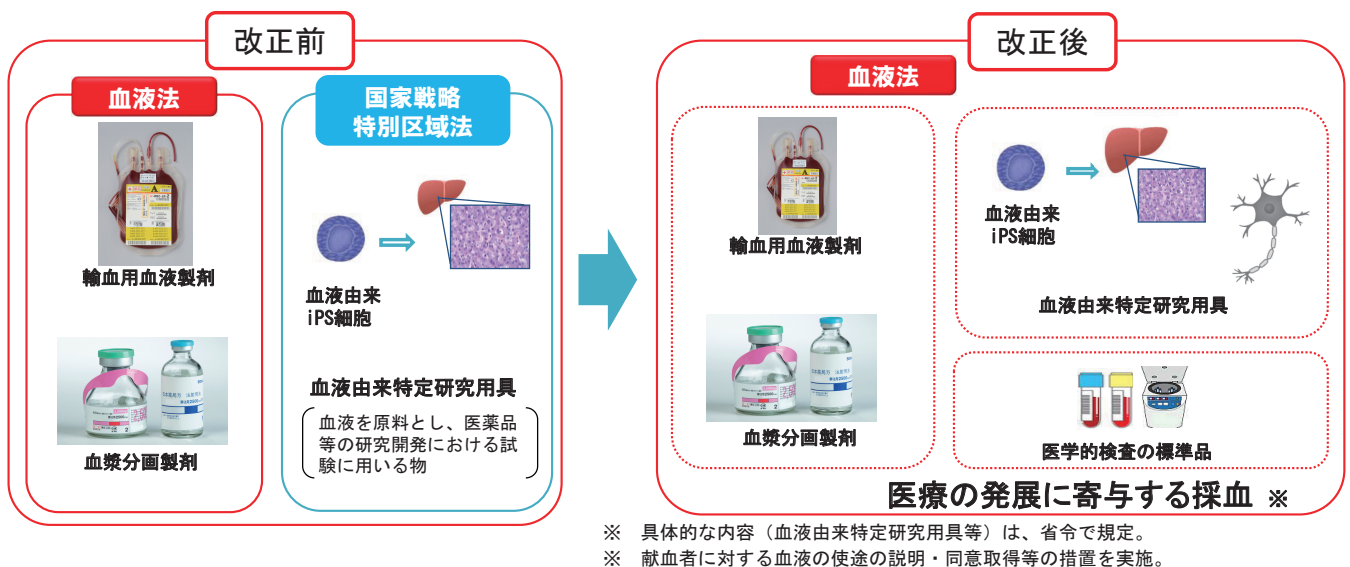 改正前
血液法
輸血用血液製剤
血漿分画製剤
国家戦略
特別区域法
血液由来
iPS細胞
血液由来特定研究用具
血液を原料とし、医薬品
等の研究開発における試
験に用いる物
改正後
血液法
輸血用血液製剤
血漿分画製剤
血液由来
iPS細胞
血液由来特定研究用具
医学的検査の標準品
医療の発展に寄与する採血 ※
※ 具体的な内容（血液由来特定研究用具等）は、省令で規定。
※ 献血者に対する血液の使途の説明・同意取得等の措置を実施。